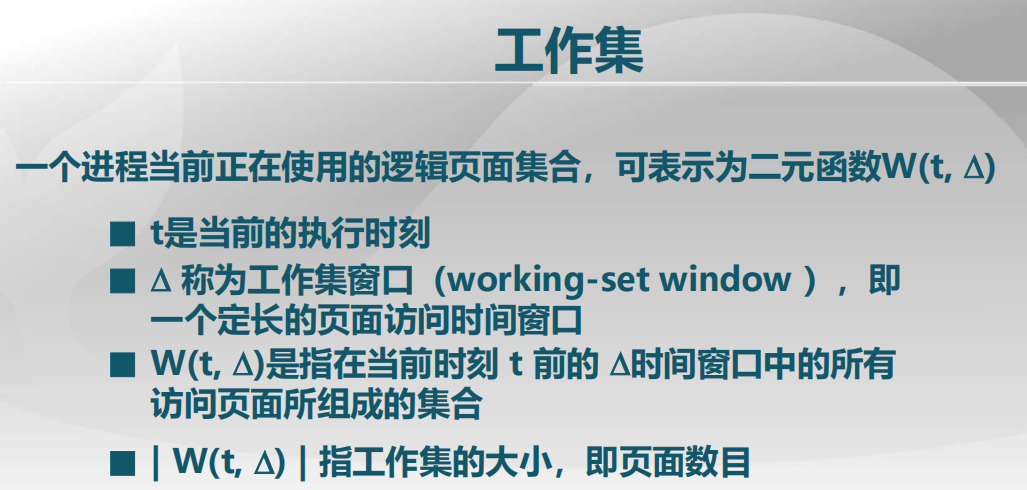 工作集
一个进程当前正在使用的逻辑页面集合，可表示为二元函数W(t, Δ)
■ t是当前的执行时刻
■ Δ 称为工作集窗口（working-set window ），即
一个定长的页面访问时间窗口
■ W(t, Δ)是指在当前时刻 t 前的 Δ时间窗口中的所有
访问页面所组成的集合
■ | W(t, Δ) | 指工作集的大小，即页面数目